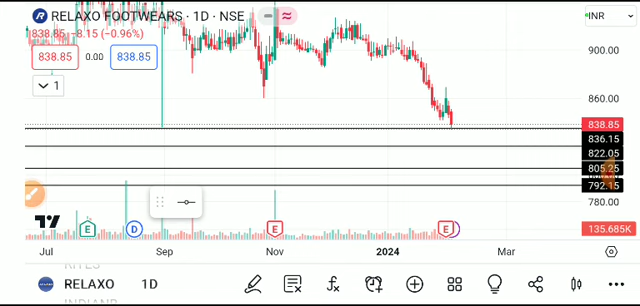 RELAXO FOOTWEARS · 1D · NSE
INR
838.85 -8.15 (-0.96%)
838.85 0.00 838.85
1
900.00
860.00
838.85
836.15
822.05
805.25
792.15
780.00
135.685K
E D E E
Jul Sep Nov 2024 Mar
RITES
RELAXO 1D
INDIANB